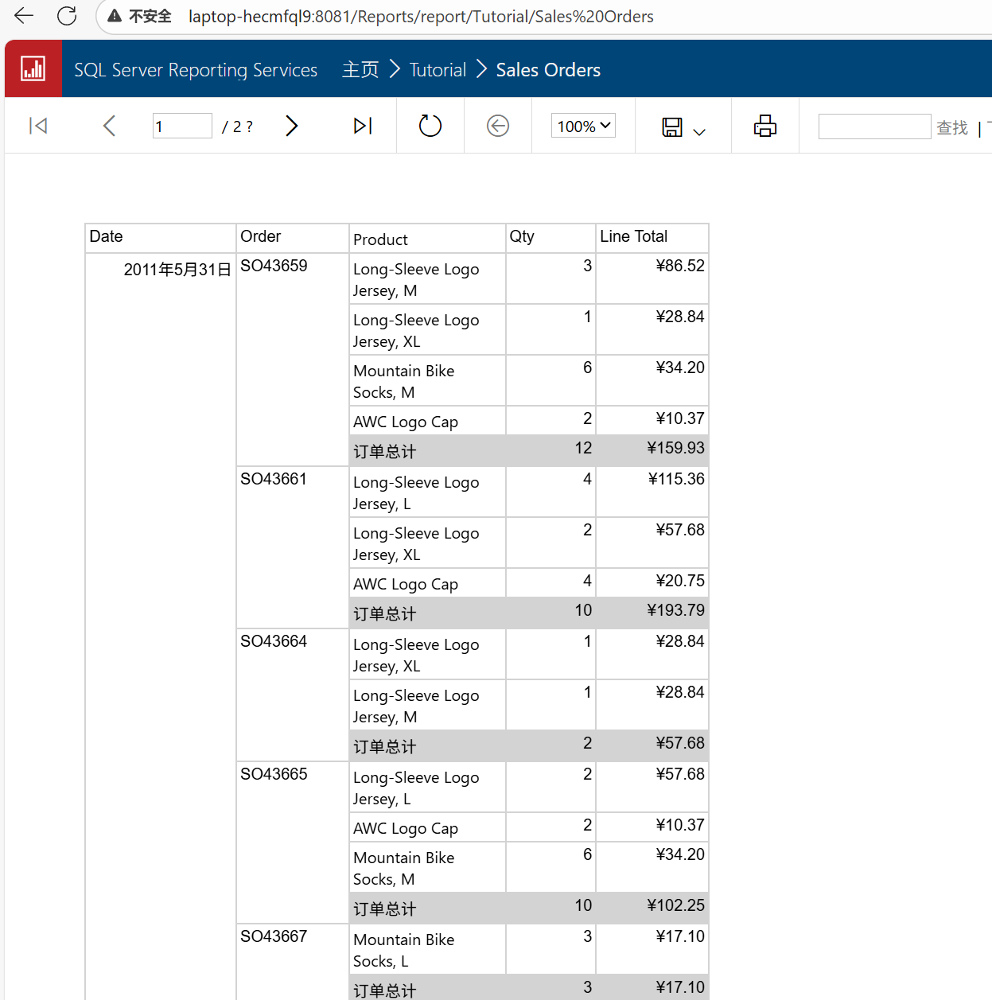 不安全 laptop-hecmfql9:8081/Reports/report/Tutorial/Sales%20Orders
SQL Server Reporting Services 主页 Tutorial Sales Orders
1 / 2 ? 100% 查找 |
Date Order Product Qty Line Total
2011年5月31日 SO43659 Long-Sleeve Logo 3 ¥86.52
Jersey, M
Long-Sleeve Logo 1 ¥28.84
Jersey, XL
Mountain Bike 6 ¥34.20
Socks, M
AWC Logo Cap 2 ¥10.37
订单总计 12 ¥159.93
SO43661 Long-Sleeve Logo 4 ¥115.36
Jersey, L
Long-Sleeve Logo 2 ¥57.68
Jersey, XL
AWC Logo Cap 4 ¥20.75
订单总计 10 ¥193.79
SO43664 Long-Sleeve Logo 1 ¥28.84
Jersey, XL
Long-Sleeve Logo 1 ¥28.84
Jersey, M
订单总计 2 ¥57.68
SO43665 Long-Sleeve Logo 2 ¥57.68
Jersey, L
AWC Logo Cap 2 ¥10.37
Mountain Bike 6 ¥34.20
Socks, M
订单总计 10 ¥102.25
SO43667 Mountain Bike 3 ¥17.10
Socks, L
订单总计 3 ¥17.10